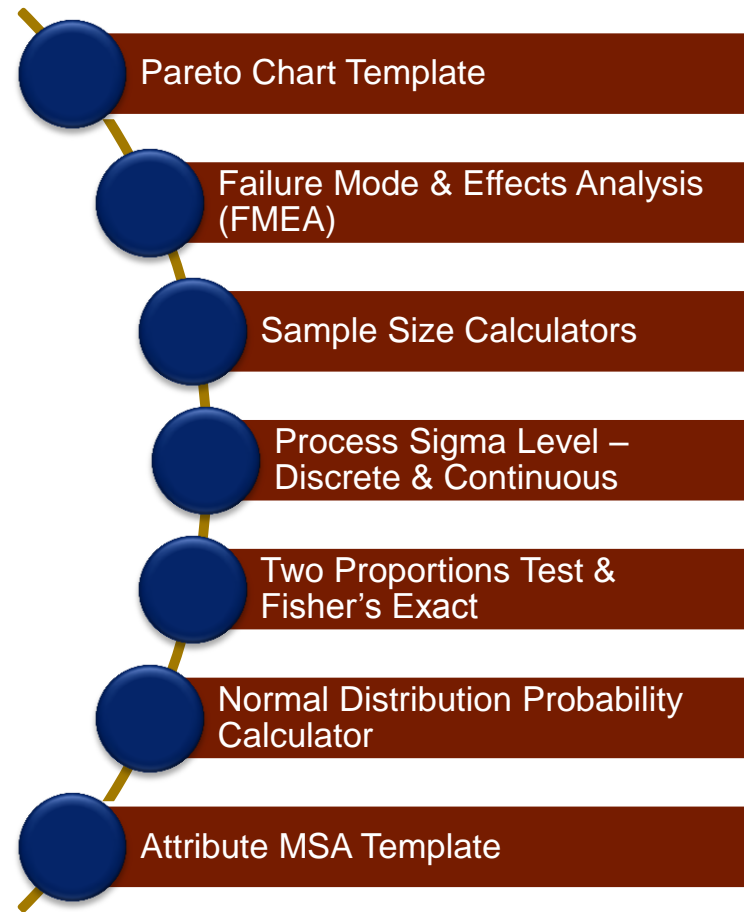 Pareto Chart Template
Failure Mode & Effects Analysis
(FMEA)
Sample Size Calculators
Process Sigma Level –
Discrete & Continuous
Two Proportions Test &
Fisher’s Exact
Normal Distribution Probability
Calculator
Attribute MSA Template